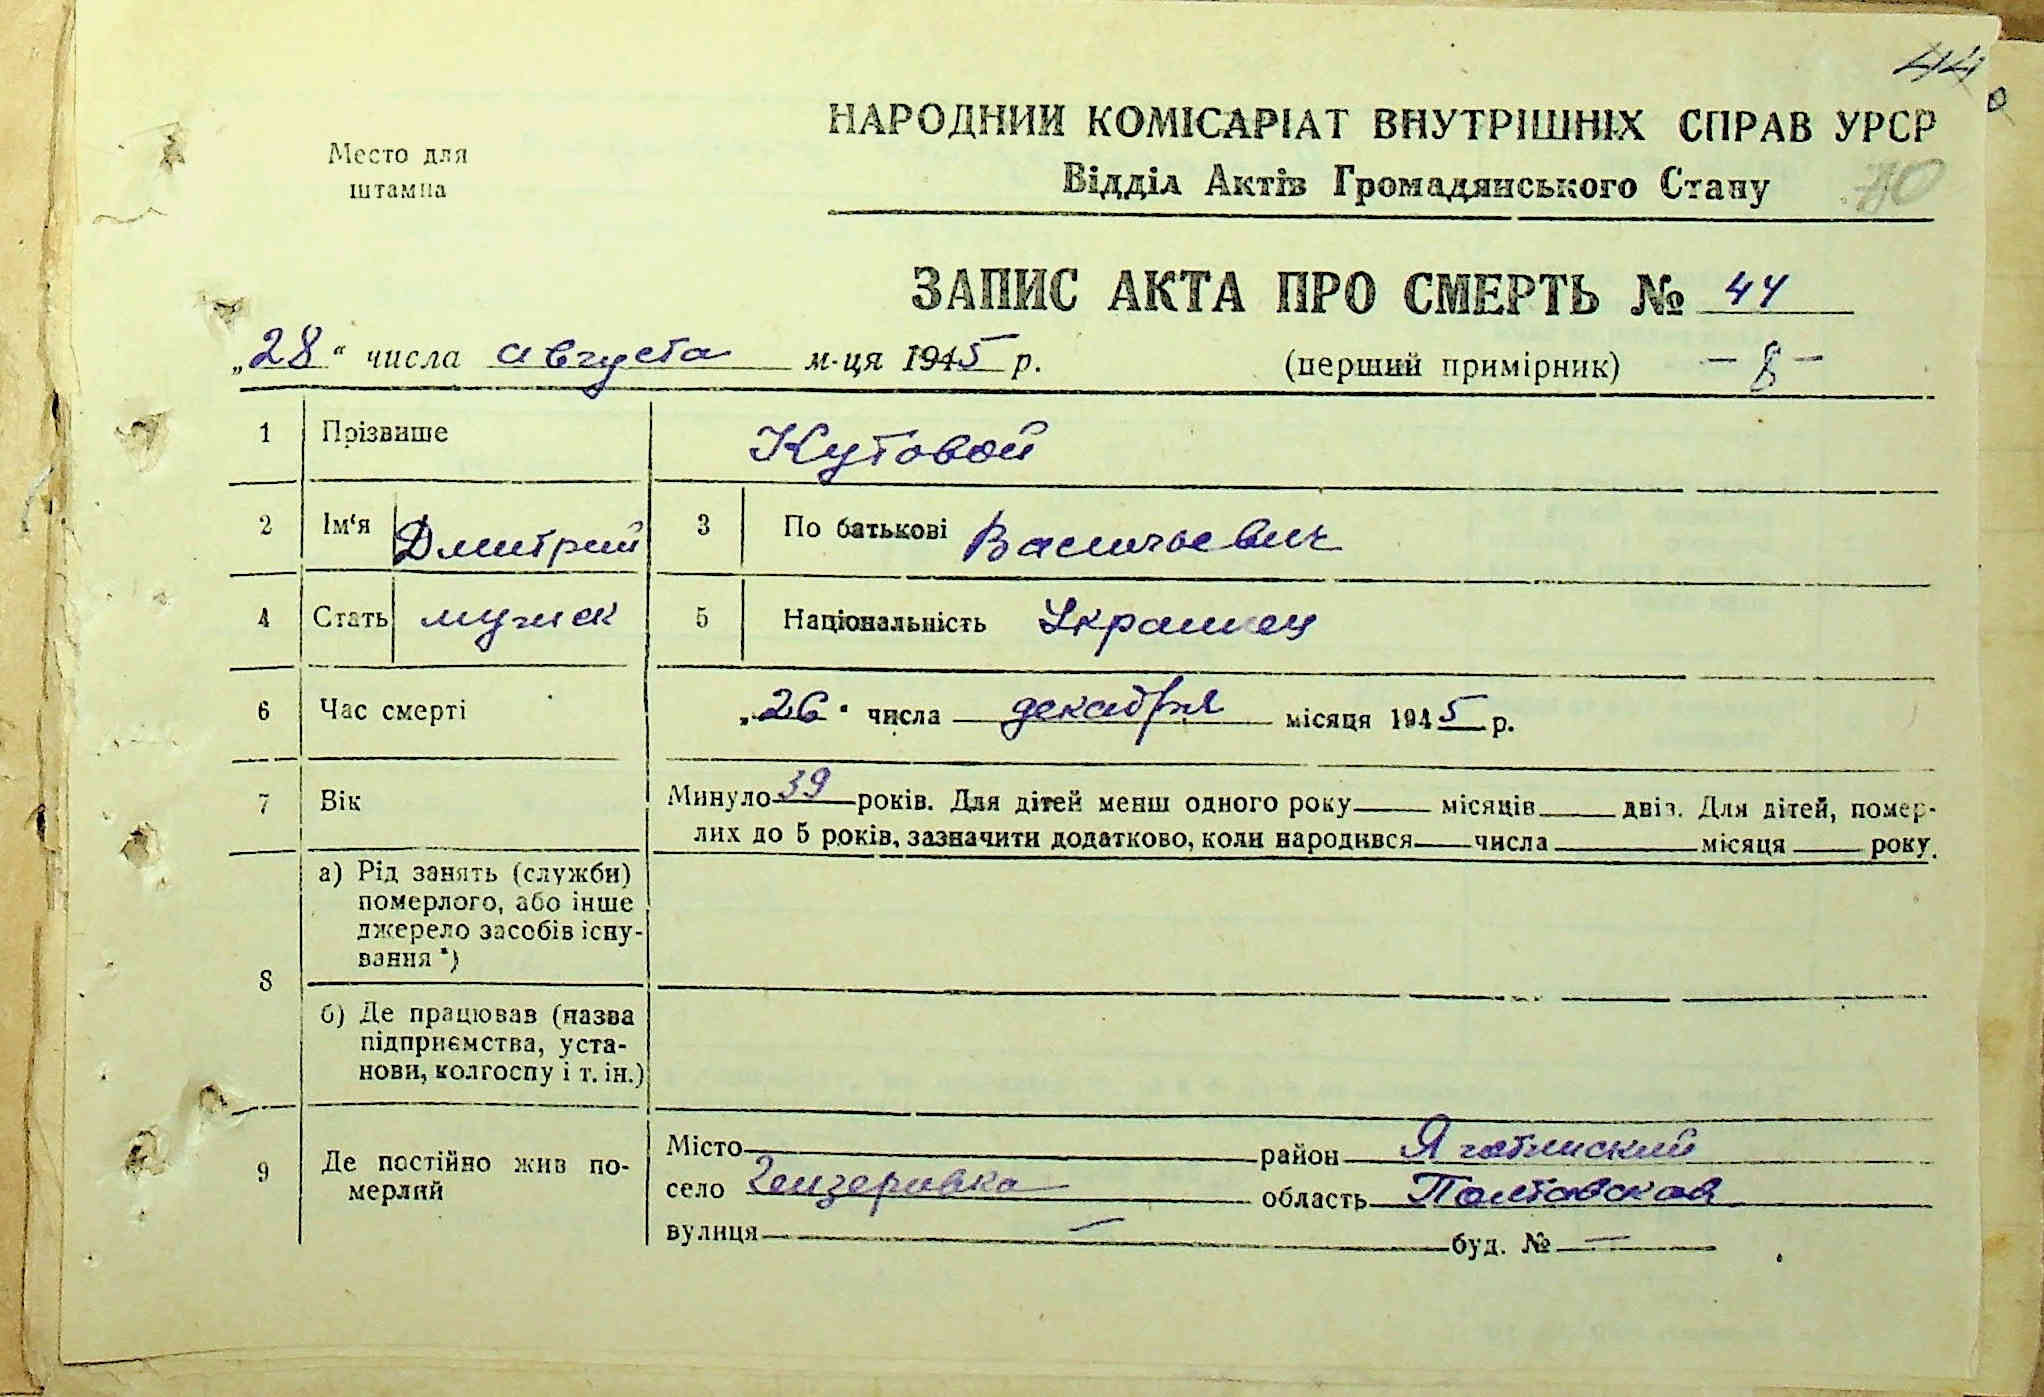 44
НАРОДНИЙ КОМІСАРІАТ ВНУТРІШНІХ СПРАВ УРСР
Место для
штампа
Відділ Актів Громадянського Стану
70
ЗАПИС АКТА ПРО СМЕРТЬ № 44
„28“ числа августа м-ця 1945 р.
(перший примірник) – 8 –
1 Прізвище Кутовой
2 Ім‘я Дмитрий 3 По батькові Васильевич
4 Стать мужск 5 Національність Украинец
6 Час смерті „26“ числа декабря місяця 1945 р.
7 Вік Минуло 39 років. Для дітей менш одного року місяців двів. Для дітей, помер-
лих до 5 років, зазначити додатково, коли народився числа місяця року.
8 а) Рід занять (служби)
померлого, або інше
джерело засобів існу-
вання *)
б) Де працював (назва
підприємства, уста-
нови, колгоспу і т. ін.)
9 Де постійно жив по-
мерлий
Місто район Яготинский
село область Полтавская
вулиця — буд. № —